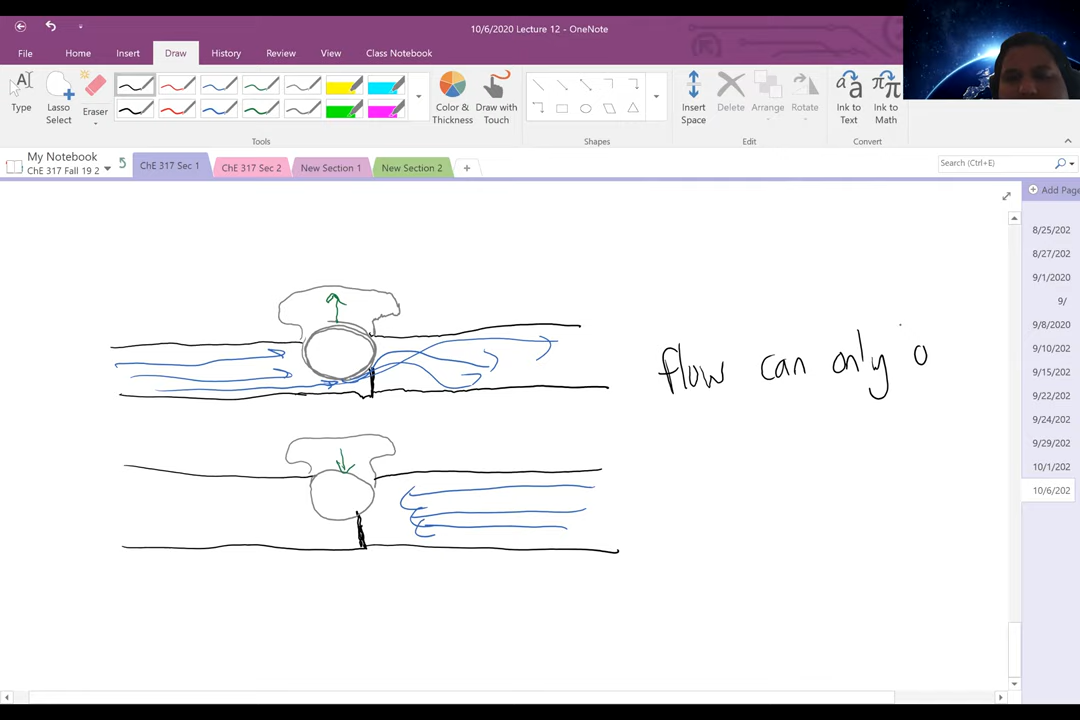 10/6/2020 Lecture 12 - OneNote
File Home Insert Draw History Review View Class Notebook
Type
Lasso Select
Eraser
Color & Thickness
Draw with Touch
Insert Space
Delete
Arrange
Rotate
Ink to Text
Ink to Math
Tools
Shapes
Edit
Convert
My Notebook
ChE 317 Fall 19 2
ChE 317 Sec 1
ChE 317 Sec 2
New Section 1
New Section 2
Search (Ctrl+E)
Add Page
8/25/202
8/27/202
9/1/2020
9/
9/8/2020
9/10/202
9/15/202
9/22/202
9/24/202
9/29/202
10/1/202
10/6/202
flow can only o